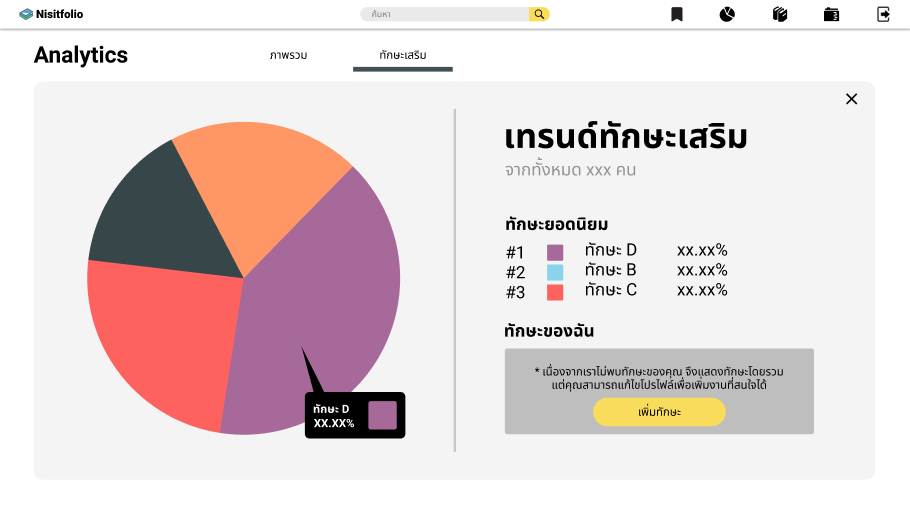 Nisitfolio
ค้นหา
Analytics
ภาพรวม
ทักษะเสริม
เทรนด์ทักษะเสริม
จากทั้งหมด xxx คน
ทักษะยอดนิยม
#1 ทักษะ D xx.xx%
#2 ทักษะ B xx.xx%
#3 ทักษะ C xx.xx%
ทักษะของฉัน
* เนื่องจากเราไม่พบทักษะของคุณ จึงแสดงทักษะโดยรวม
แต่คุณสามารถแก้ไขโปรไฟล์เพื่อเพิ่มงานที่สนใจได้
เพิ่มทักษะ
ทักษะ D
XX.XX%